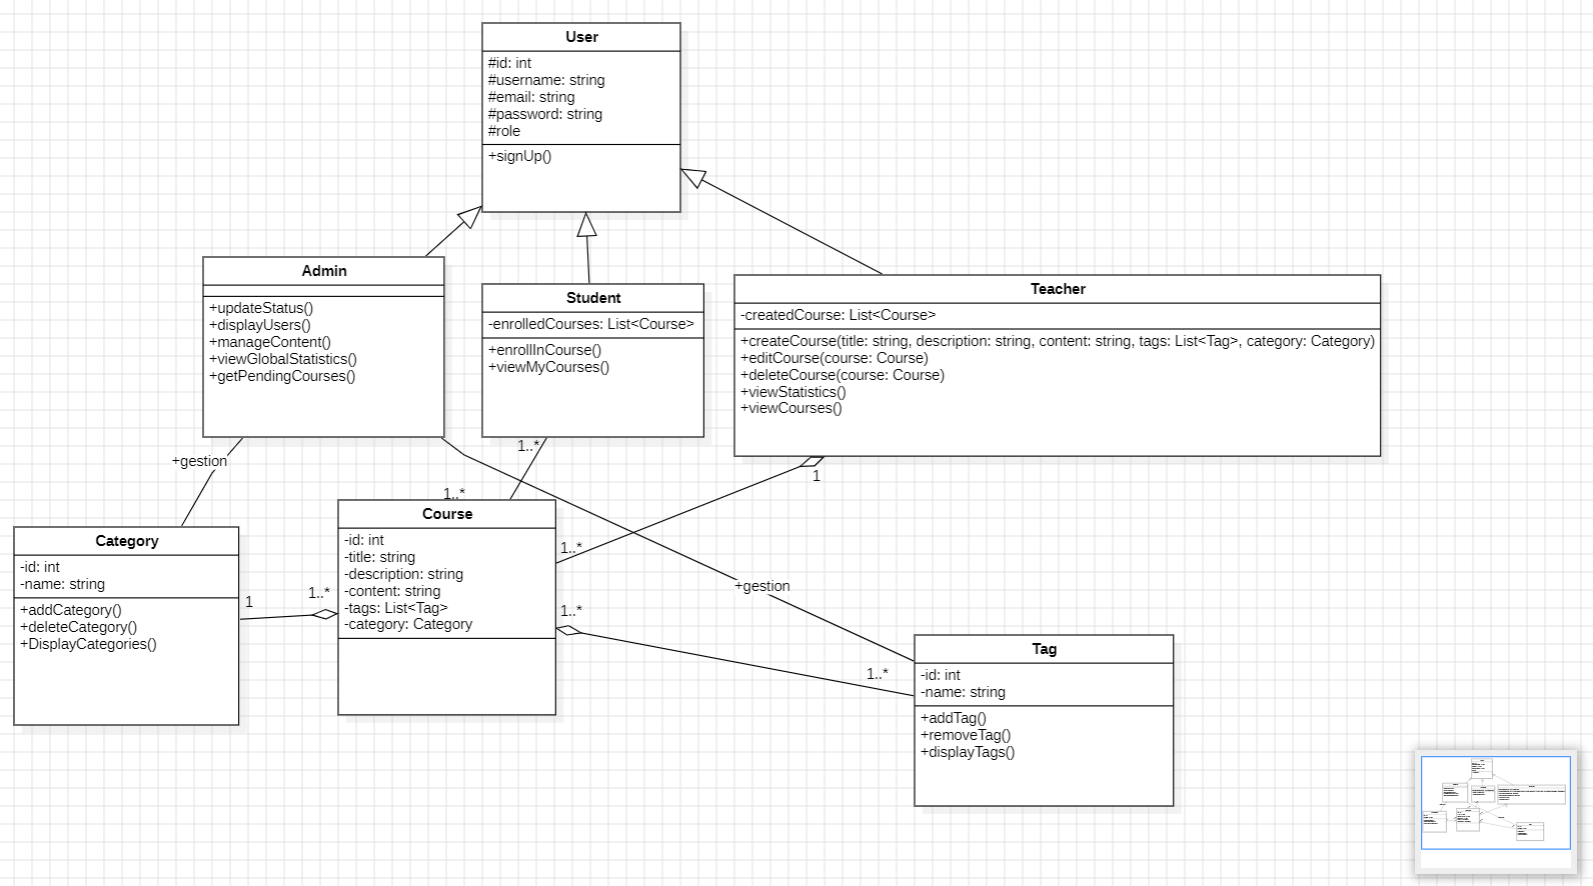 User
#id: int
#username: string
#email: string
#password: string
#role
+signUp()
Admin
+updateStatus()
+displayUsers()
+manageContent()
+viewGlobalStatistics()
+getPendingCourses()
Student
-enrolledCourses: List<Course>
+enrollInCourse()
+viewMyCourses()
Teacher
-createdCourse: List<Course>
+createCourse(title: string, description: string, content: string, tags: List<Tag>, category: Category)
+editCourse(course: Course)
+deleteCourse(course: Course)
+viewStatistics()
+viewCourses()
+gestion
1..*
1..*
1
Category
-id: int
-name: string
+addCategory()
+deleteCategory()
+DisplayCategories()
1
1..*
Course
-id: int
-title: string
-description: string
-content: string
-tags: List<Tag>
-category: Category
1..*
1..*
+gestion
1..*
Tag
-id: int
-name: string
+addTag()
+removeTag()
+displayTags()